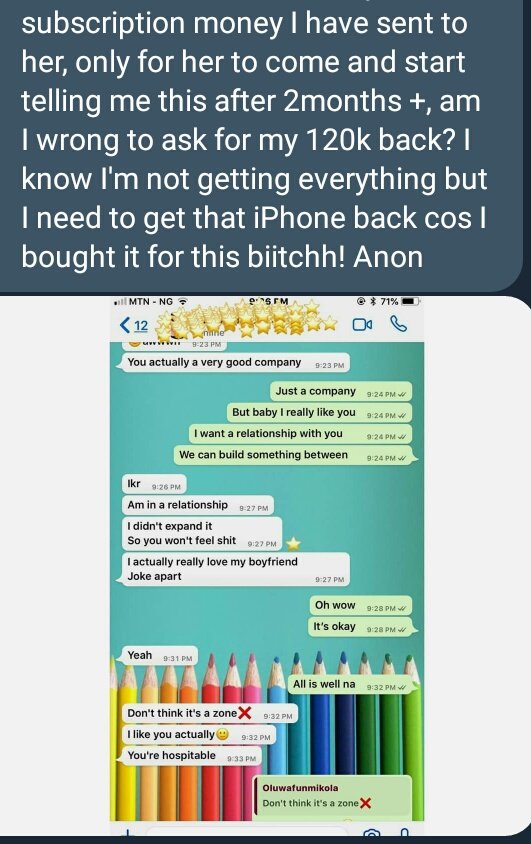 subscription money I have sent to
her, only for her to come and start
telling me this after 2months +, am
I wrong to ask for my 120k back? I
know I'm not getting everything but
I need to get that iPhone back cos I
bought it for this biitchh! Anon
MTN - NG 71%
12
9:23 PM
You actually a very good company 9:23 PM
Just a company 9:24 PM
But baby I really like you 9:24 PM
I want a relationship with you 9:24 PM
We can build something between 9:24 PM
Ikr 9:26 PM
Am in a relationship 9:27 PM
I didn't expand it
So you won't feel shit 9:27 PM
I actually really love my boyfriend
Joke apart 9:27 PM
Oh wow 9:28 PM
It's okay 9:28 PM
Yeah 9:31 PM
All is well na 9:32 PM
Don't think it's a zone❌ 9:32 PM
I like you actually🙂 9:32 PM
You're hospitable 9:33 PM
Oluwafunmikola
Don't think it's a zone❌